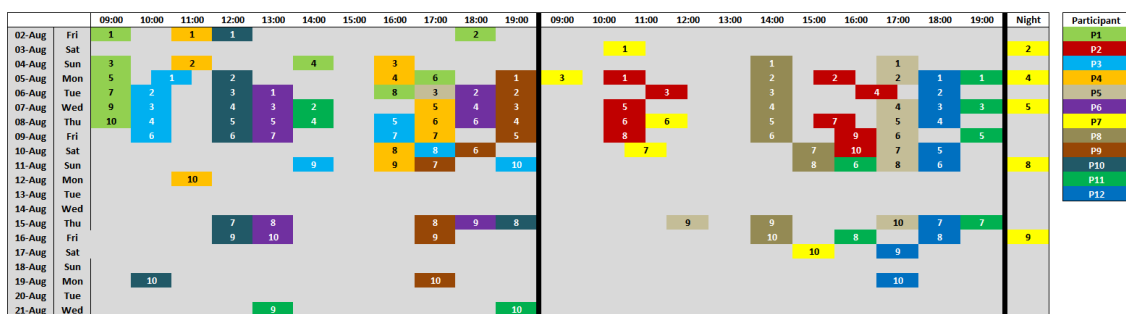 09:00 10:00 11:00 12:00 13:00 14:00 15:00 16:00 17:00 18:00 19:00 09:00 10:00 11:00 12:00 13:00 14:00 15:00 16:00 17:00 18:00 19:00 Night Participant
02-Aug Fri 1 1 1 2 P1
03-Aug Sat 1 2 P2
04-Aug Sun 3 2 4 3 1 1 P3
05-Aug Mon 5 1 2 4 6 1 3 1 2 2 2 1 1 4 P4
06-Aug Tue 7 2 3 1 8 1 2 2 3 3 4 3 2 P5
07-Aug Wed 9 3 4 3 2 5 4 3 5 4 4 3 3 5 P6
08-Aug Thu 10 4 5 5 4 5 6 6 4 6 6 5 7 5 4 P7
09-Aug Fri 6 6 7 7 7 5 8 6 9 6 5 P8
10-Aug Sat 8 8 6 7 7 10 7 5 P9
11-Aug Sun 9 9 7 10 8 6 8 6 8 P10
12-Aug Mon 10 P11
13-Aug Tue P12
14-Aug Wed
15-Aug Thu 7 8 8 9 8 9 9 10 7 7
16-Aug Fri 9 10 9 10 8 8 9
17-Aug Sat 10 9
18-Aug Sun
19-Aug Mon 10 10 10
20-Aug Tue
21-Aug Wed 9 10